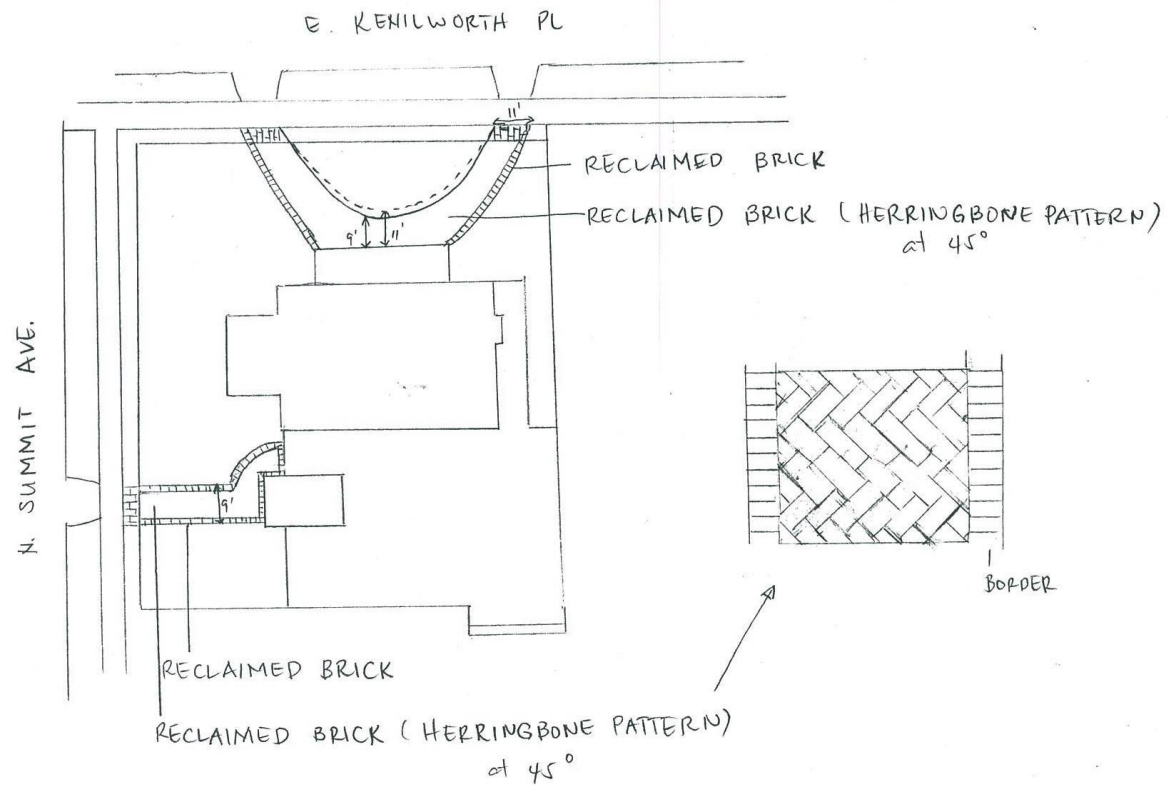 E. KENILWORTH PL
11'
RECLAIMED BRICK
RECLAIMED BRICK (HERRINGBONE PATTERN)
at 45°
9'
11'
N. SUMMIT AVE.
9'
BORDER
RECLAIMED BRICK
RECLAIMED BRICK (HERRINGBONE PATTERN)
at 45°